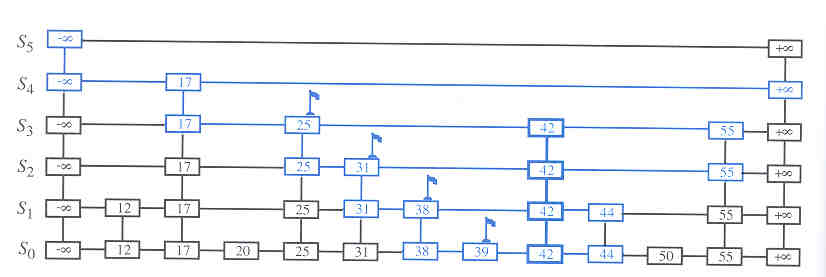 S5 -∞ +∞
S4 -∞ 17 +∞
S3 -∞ 17 25 42 55 +∞
S2 -∞ 17 25 31 42 55 +∞
S1 -∞ 12 17 25 31 38 42 44 55 +∞
S0 -∞ 12 17 20 25 31 38 39 42 44 50 55 +∞